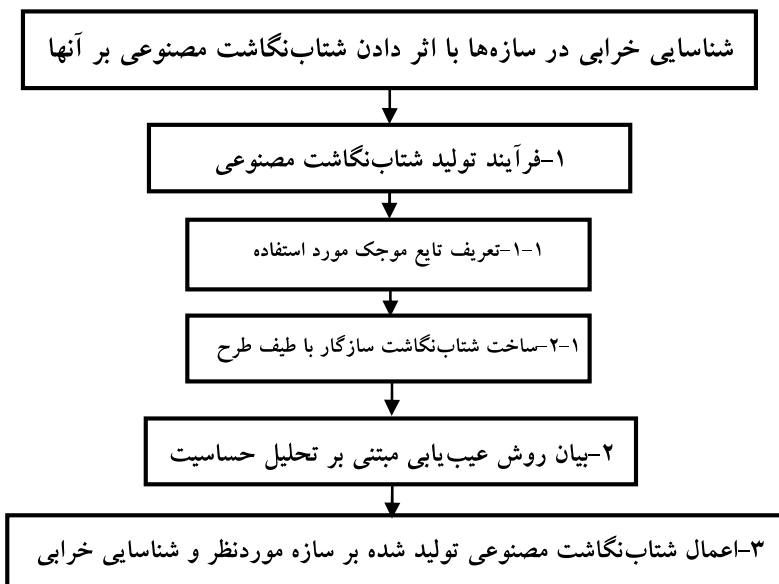 شناسایی خرابی در سازه‌ها با اثر دادن شتاب‌نگاشت مصنوعی بر آنها
۱-فرآیند تولید شتاب‌نگاشت مصنوعی
۱-۱-تعریف تایع موجک مورد استفاده
۲-۱-ساخت شتاب‌نگاشت سازگار با طیف طرح
۲-بیان روش عیب‌یابی مبتنی بر تحلیل حساسیت
۳-اعمال شتاب‌نگاشت مصنوعی تولید شده بر سازه موردنظر و شناسایی خرابی